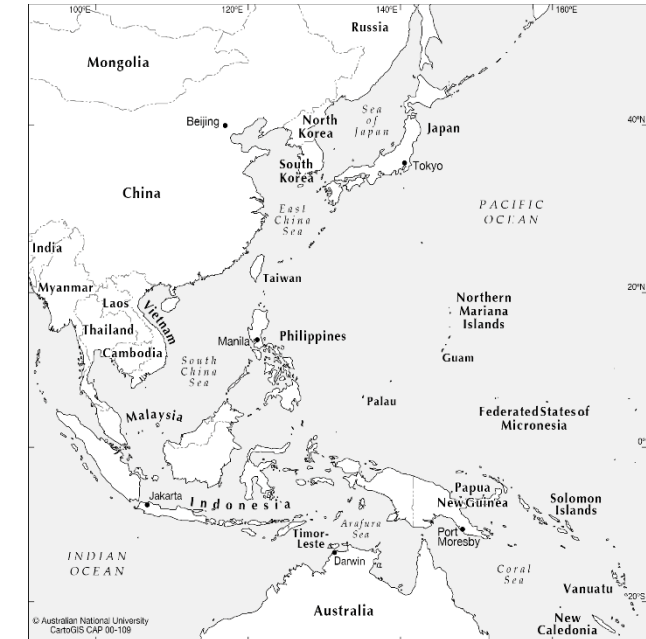 100°E
120°E
140°E
160°E
Russia
Mongolia
Beijing
North
Korea
Sea
of
Japan
Japan
40°N
South
Korea
Tokyo
China
East
China
Sea
PACIFIC
OCEAN
India
Taiwan
Myanmar
Laos
Vietnam
20°N
Northern
Mariana
Islands
Thailand
Manila
Philippines
Cambodia
South
China
Sea
Guam
Palau
Federated States of
Micronesia
Malaysia
0°
Papua
New Guinea
Jakarta
Indonesia
Solomon
Islands
Timor-
Leste
Arafura
Sea
Port
Moresby
INDIAN
OCEAN
Darwin
Coral
Sea
Vanuatu
20°S
Australia
New
Caledonia
© Australian National University
CartoGIS CAP 00-109